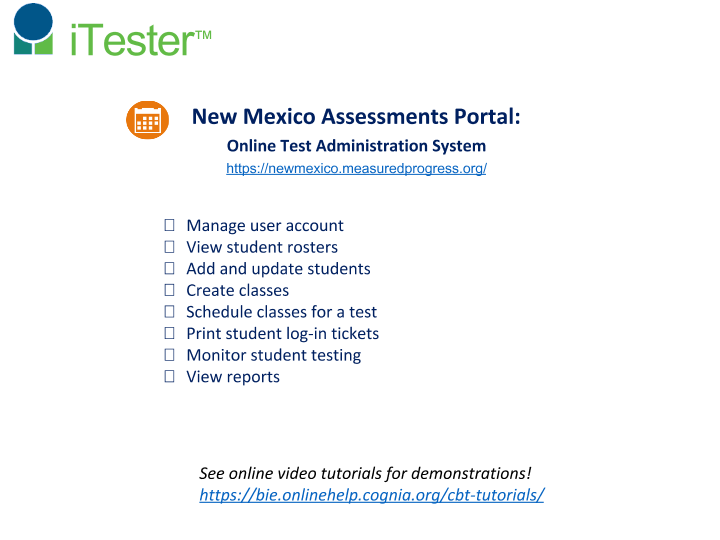 iTester™
New Mexico Assessments Portal:
Online Test Administration System
https://newmexico.measuredprogress.org/
Manage user account
View student rosters
Add and update students
Create classes
Schedule classes for a test
Print student log-in tickets
Monitor student testing
View reports
See online video tutorials for demonstrations!
https://bie.onlinehelp.cognia.org/cbt-tutorials/